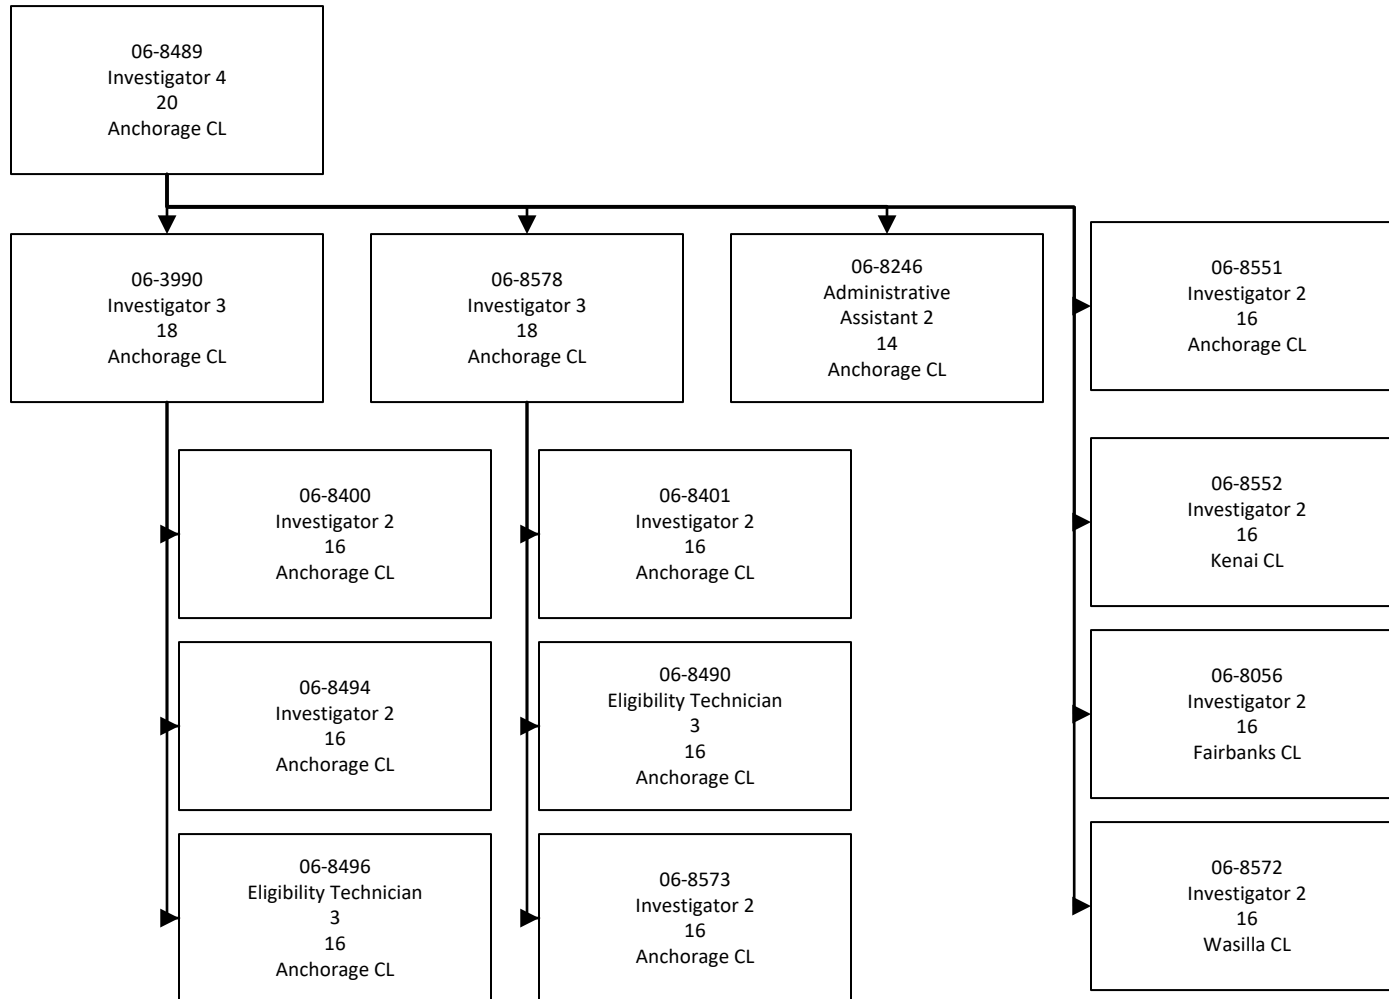 06-8489
Investigator 4
20
Anchorage CL
06-3990
Investigator 3
18
Anchorage CL
06-8578
Investigator 3
18
Anchorage CL
06-8246
Administrative
Assistant 2
14
Anchorage CL
06-8551
Investigator 2
16
Anchorage CL
06-8400
Investigator 2
16
Anchorage CL
06-8401
Investigator 2
16
Anchorage CL
06-8552
Investigator 2
16
Kenai CL
06-8494
Investigator 2
16
Anchorage CL
06-8490
Eligibility Technician
3
16
Anchorage CL
06-8056
Investigator 2
16
Fairbanks CL
06-8496
Eligibility Technician
3
16
Anchorage CL
06-8573
Investigator 2
16
Anchorage CL
06-8572
Investigator 2
16
Wasilla CL